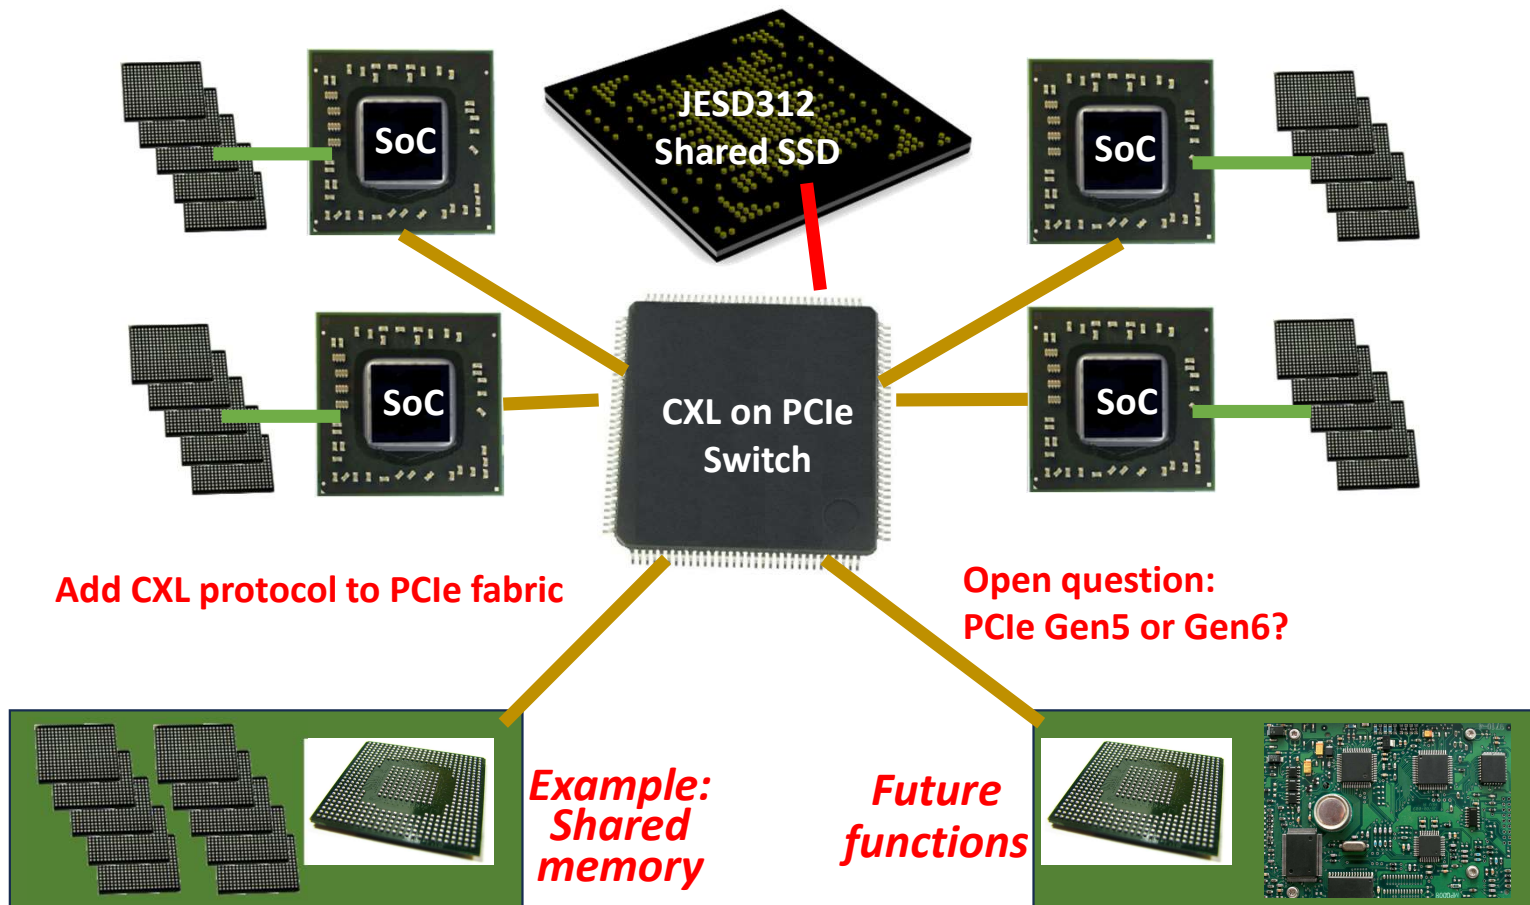 SoC
JESD312
Shared SSD
SoC
SoC
CXL on PCIe
Switch
SoC
Add CXL protocol to PCIe fabric
Open question:
PCIe Gen5 or Gen6?
Example:
Shared
memory
Future
functions